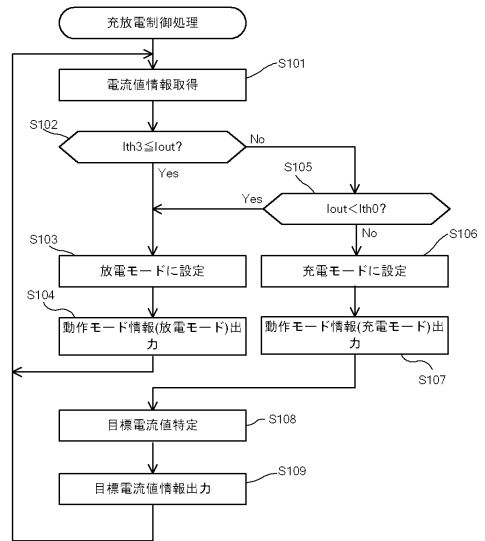 充放電制御処理
S101
電流値情報取得
S102
Ith3≦Iout?
No
Yes
S105
Iout<Ith0?
Yes
No
S103
放電モードに設定
S106
充電モードに設定
S104
動作モード情報(放電モード)出
力
動作モード情報(充電モード)出
力
S107
S108
目標電流値特定
S109
目標電流値情報出力